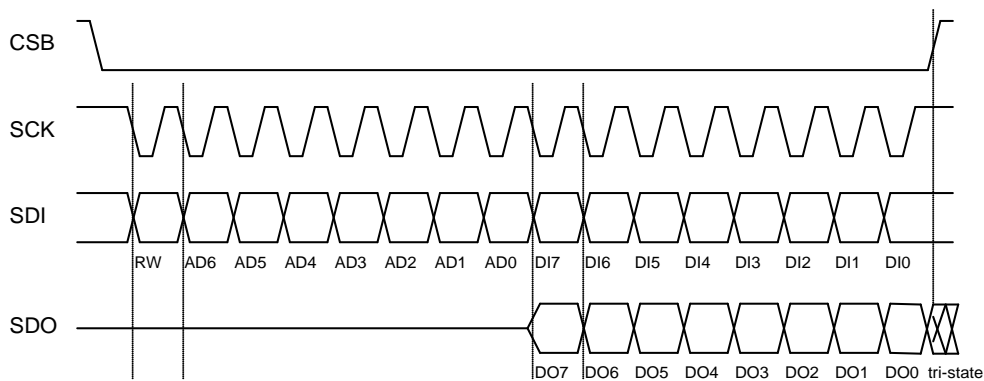 CSB
SCK
SDI
RW AD6 AD5 AD4 AD3 AD2 AD1 AD0 DI7 DI6 DI5 DI4 DI3 DI2 DI1 DI0
SDO
DO7 DO6 DO5 DO4 DO3 DO2 DO1 DO0 tri-state